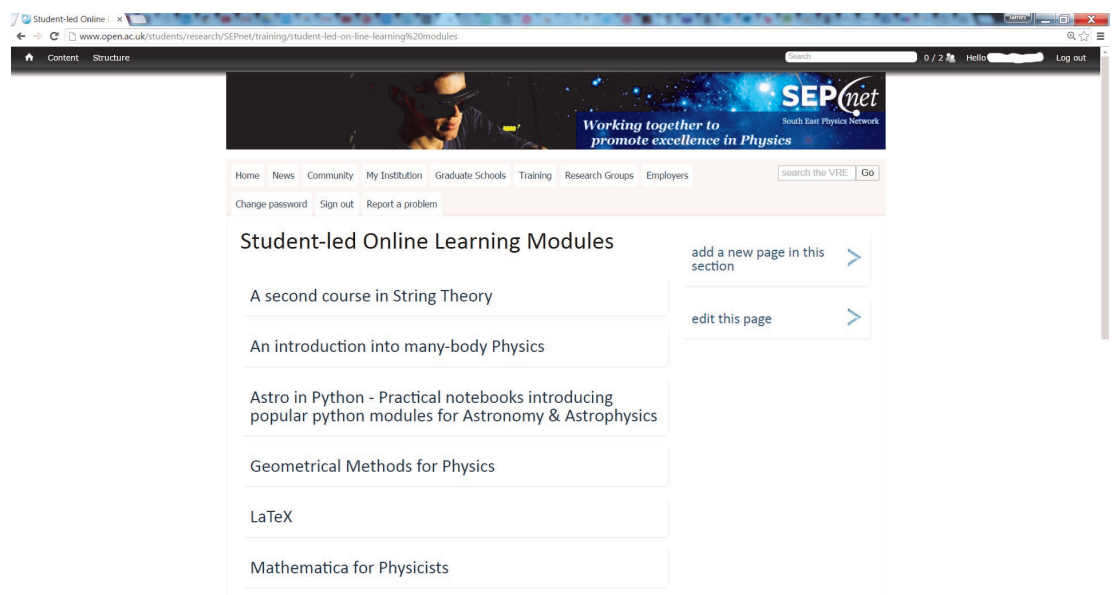 Student-led Online L
James
www.open.ac.uk/students/research/SEPnet/training/student-led-on-line-learning%20modules
Content Structure Search 0 / 2 Hello Log out
SEPnet
South East Physics Network
Working together to
promote excellence in Physics
Home News Community My Institution Graduate Schools Training Research Groups Employers search the VRE Go
Change password Sign out Report a problem
Student-led Online Learning Modules
add a new page in this
section
A second course in String Theory
edit this page
An introduction into many-body Physics
Astro in Python - Practical notebooks introducing
popular python modules for Astronomy & Astrophysics
Geometrical Methods for Physics
LaTeX
Mathematica for Physicists